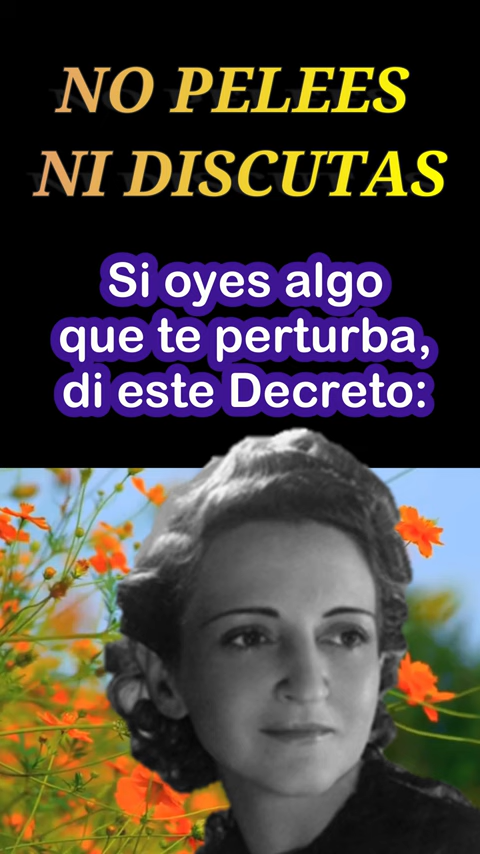 NO PELEES
NI DISCUTAS
Si oyes algo
que te perturba,
di este Decreto: